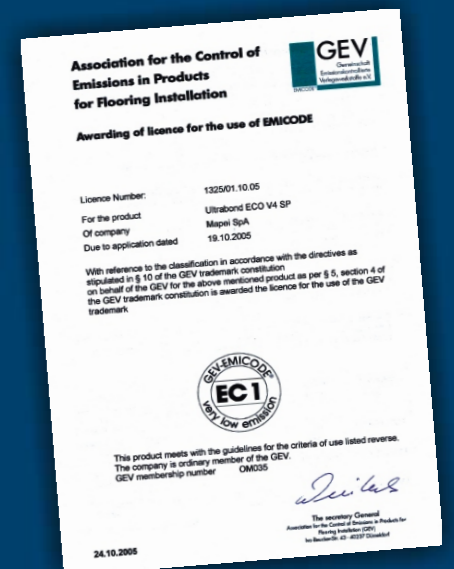 Association for the Control of
Emissions in Products
for Flooring Installation
GEV
Gemeinschaft
Emissionskontrollierte
Verlegewerkstoffe e.V.
EMICODE
Awarding of licence for the use of EMICODE
Licence Number: 1325/01.10.05
For the product Ultrabond ECO V4 SP
Of company Mapei SpA
Due to application dated 19.10.2005
With reference to the classification in accordance with the directives as
stipulated in § 10 of the GEV trademark constitution
on behalf of the GEV for the above mentioned product as per § 5, section 4 of
the GEV trademark constitution is awarded the licence for the use of the GEV
trademark
GEV-EMICODE®
EC 1
very low emission
This product meets with the guidelines for the criteria of use listed reverse.
The company is ordinary member of the GEV.
GEV membership number OM035
The secretary General
Association for the Control of Emissions in Products for
Flooring Installation (GEV)
40237 Düsseldorf
24.10.2005